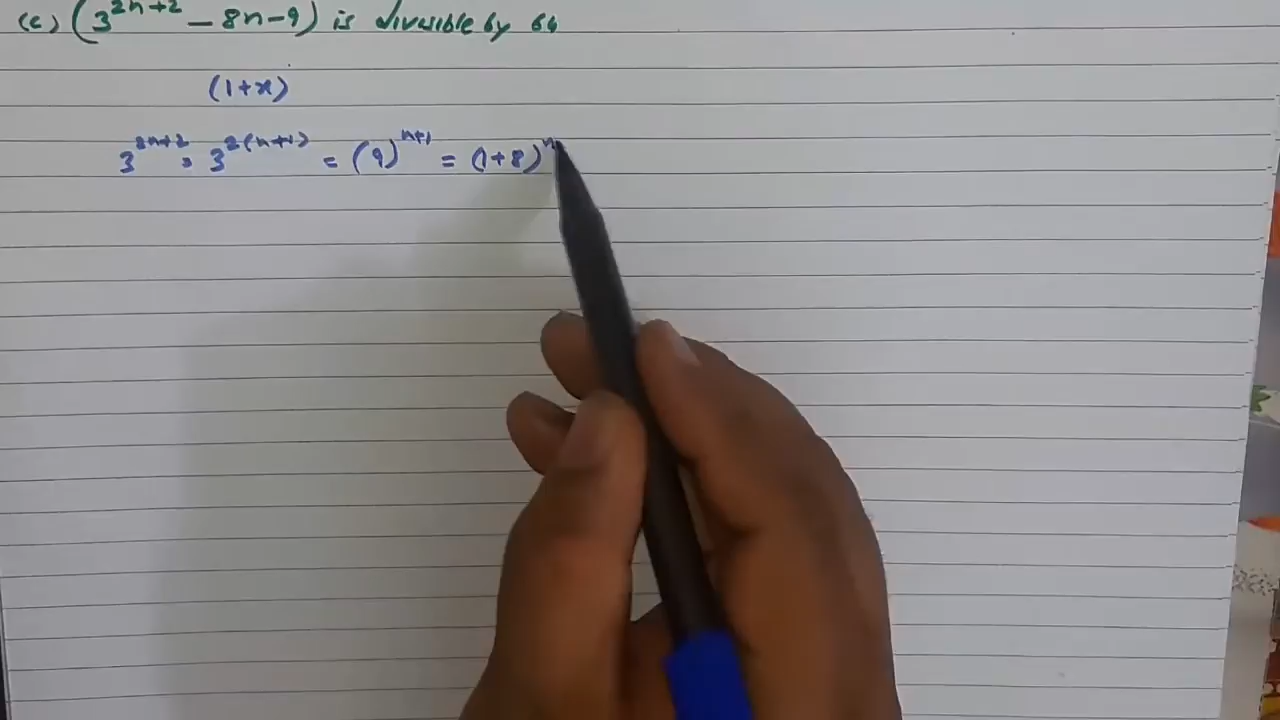 (c) (3^{2n+2} - 8n - 9) is divisible by 64
(1+x)
3^{2n+2} = 3^{2(n+1)} = (9)^{n+1} = (1+8)^n